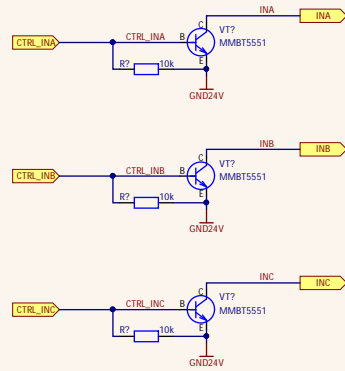 INA
CTRL_INA
CTRL_INA
INA
C
B
E
VT?
MMBT5551
R?
10k
GND24V
INB
CTRL_INB
CTRL_INB
INB
C
B
E
VT?
MMBT5551
R?
10k
GND24V
INC
CTRL_INC
CTRL_INC
INC
C
B
E
VT?
MMBT5551
R?
10k
GND24V